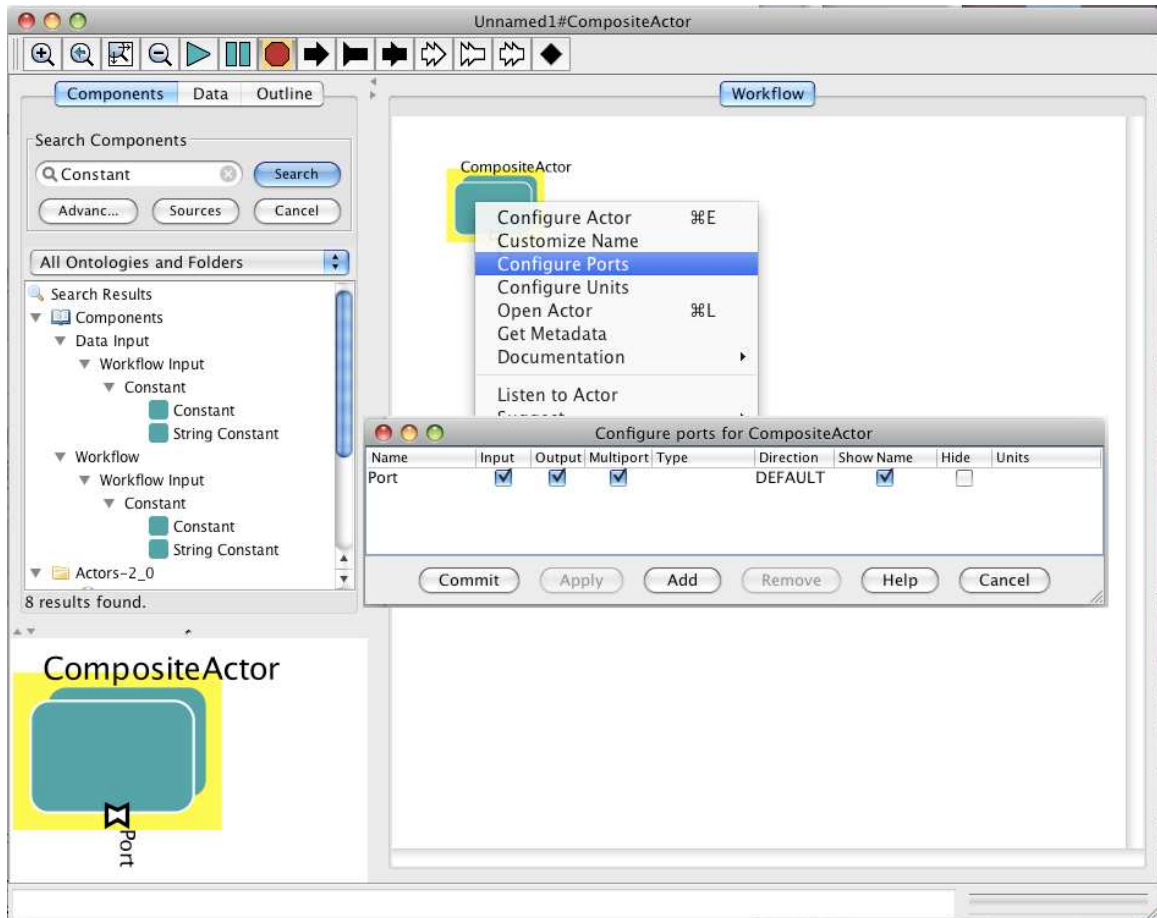 Unnamed1#CompositeActor
Components Data Outline
Workflow
Search Components
Constant Search
Advanc... Sources Cancel
All Ontologies and Folders
Search Results
Components
Data Input
Workflow Input
Constant
Constant
String Constant
Workflow
Workflow Input
Constant
Constant
String Constant
Actors-2_0
8 results found.
CompositeActor
Port
CompositeActor
Configure Actor ⌘E
Customize Name
Configure Ports
Configure Units
Open Actor ⌘L
Get Metadata
Documentation
Listen to Actor
Configure ports for CompositeActor
Name Input Output Multiport Type Direction Show Name Hide Units
Port DEFAULT
Commit Apply Add Remove Help Cancel